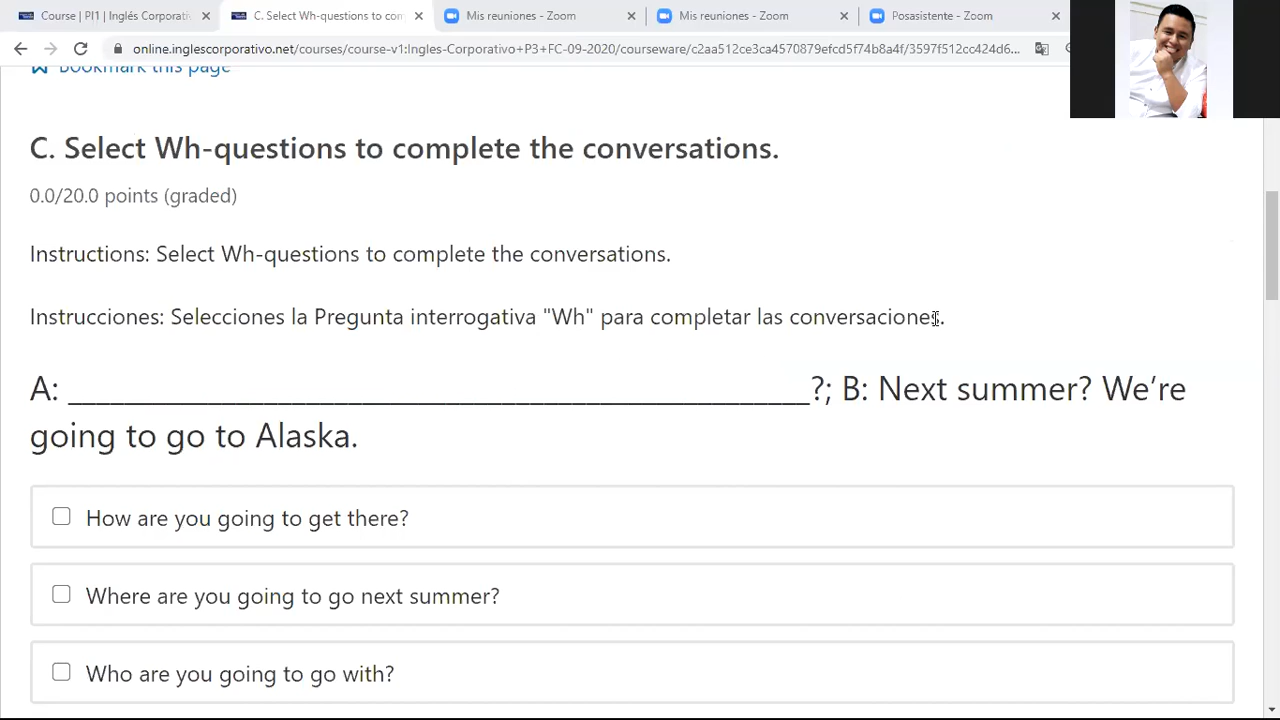 Course | PI1 | Inglés Corporati
C. Select Wh-questions to con
Mis reuniones - Zoom
Mis reuniones - Zoom
Posasistente - Zoom
online.inglescorporativo.net/courses/course-v1:Ingles-Corporativo+P3+FC-09-2020/courseware/c2aa512ce3ca4570879efcd5f74b8a4f/3597f512cc424d6...
Bookmark this page
C. Select Wh-questions to complete the conversations.
0.0/20.0 points (graded)
Instructions: Select Wh-questions to complete the conversations.
Instrucciones: Selecciones la Pregunta interrogativa "Wh" para completar las conversaciones.
A: ________________________________________?; B: Next summer? We’re
going to go to Alaska.
How are you going to get there?
Where are you going to go next summer?
Who are you going to go with?